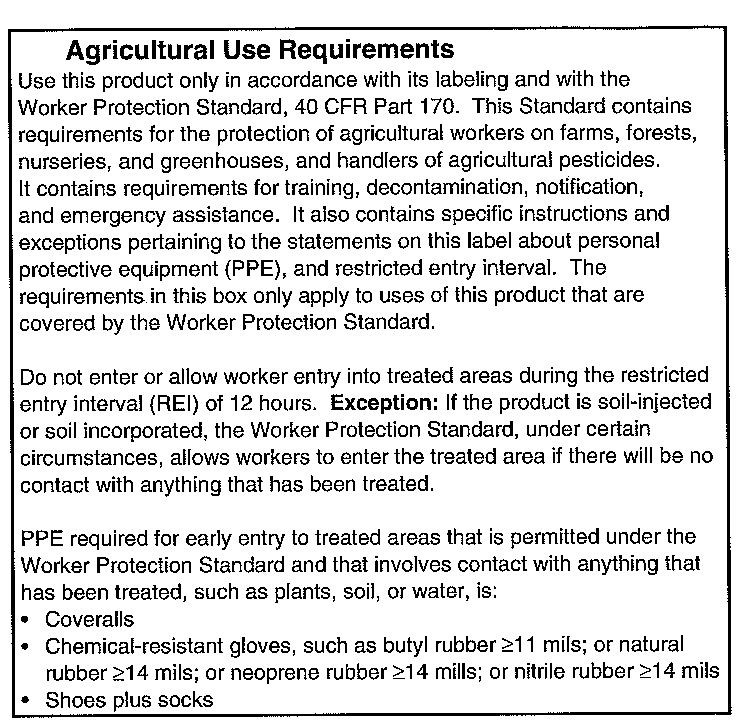 Agricultural Use Requirements
Use this product only in accordance with its labeling and with the
Worker Protection Standard, 40 CFR Part 170.  This Standard contains
requirements for the protection of agricultural workers on farms, forests,
nurseries, and greenhouses, and handlers of agricultural pesticides.
It contains requirements for training, decontamination, notification,
and emergency assistance.  It also contains specific instructions and
exceptions pertaining to the statements on this label about personal
protective equipment (PPE), and restricted entry interval.  The
requirements in this box only apply to uses of this product that are
covered by the Worker Protection Standard.

Do not enter or allow worker entry into treated areas during the restricted
entry interval (REI) of 12 hours.  Exception: If the product is soil-injected
or soil incorporated, the Worker Protection Standard, under certain
circumstances, allows workers to enter the treated area if there will be no
contact with anything that has been treated.

PPE required for early entry to treated areas that is permitted under the
Worker Protection Standard and that involves contact with anything that
has been treated, such as plants, soil, or water, is:
• Coveralls
• Chemical-resistant gloves, such as butyl rubber ≥11 mils; or natural
rubber ≥14 mils; or neoprene rubber ≥14 mills; or nitrile rubber ≥14 mils
• Shoes plus socks